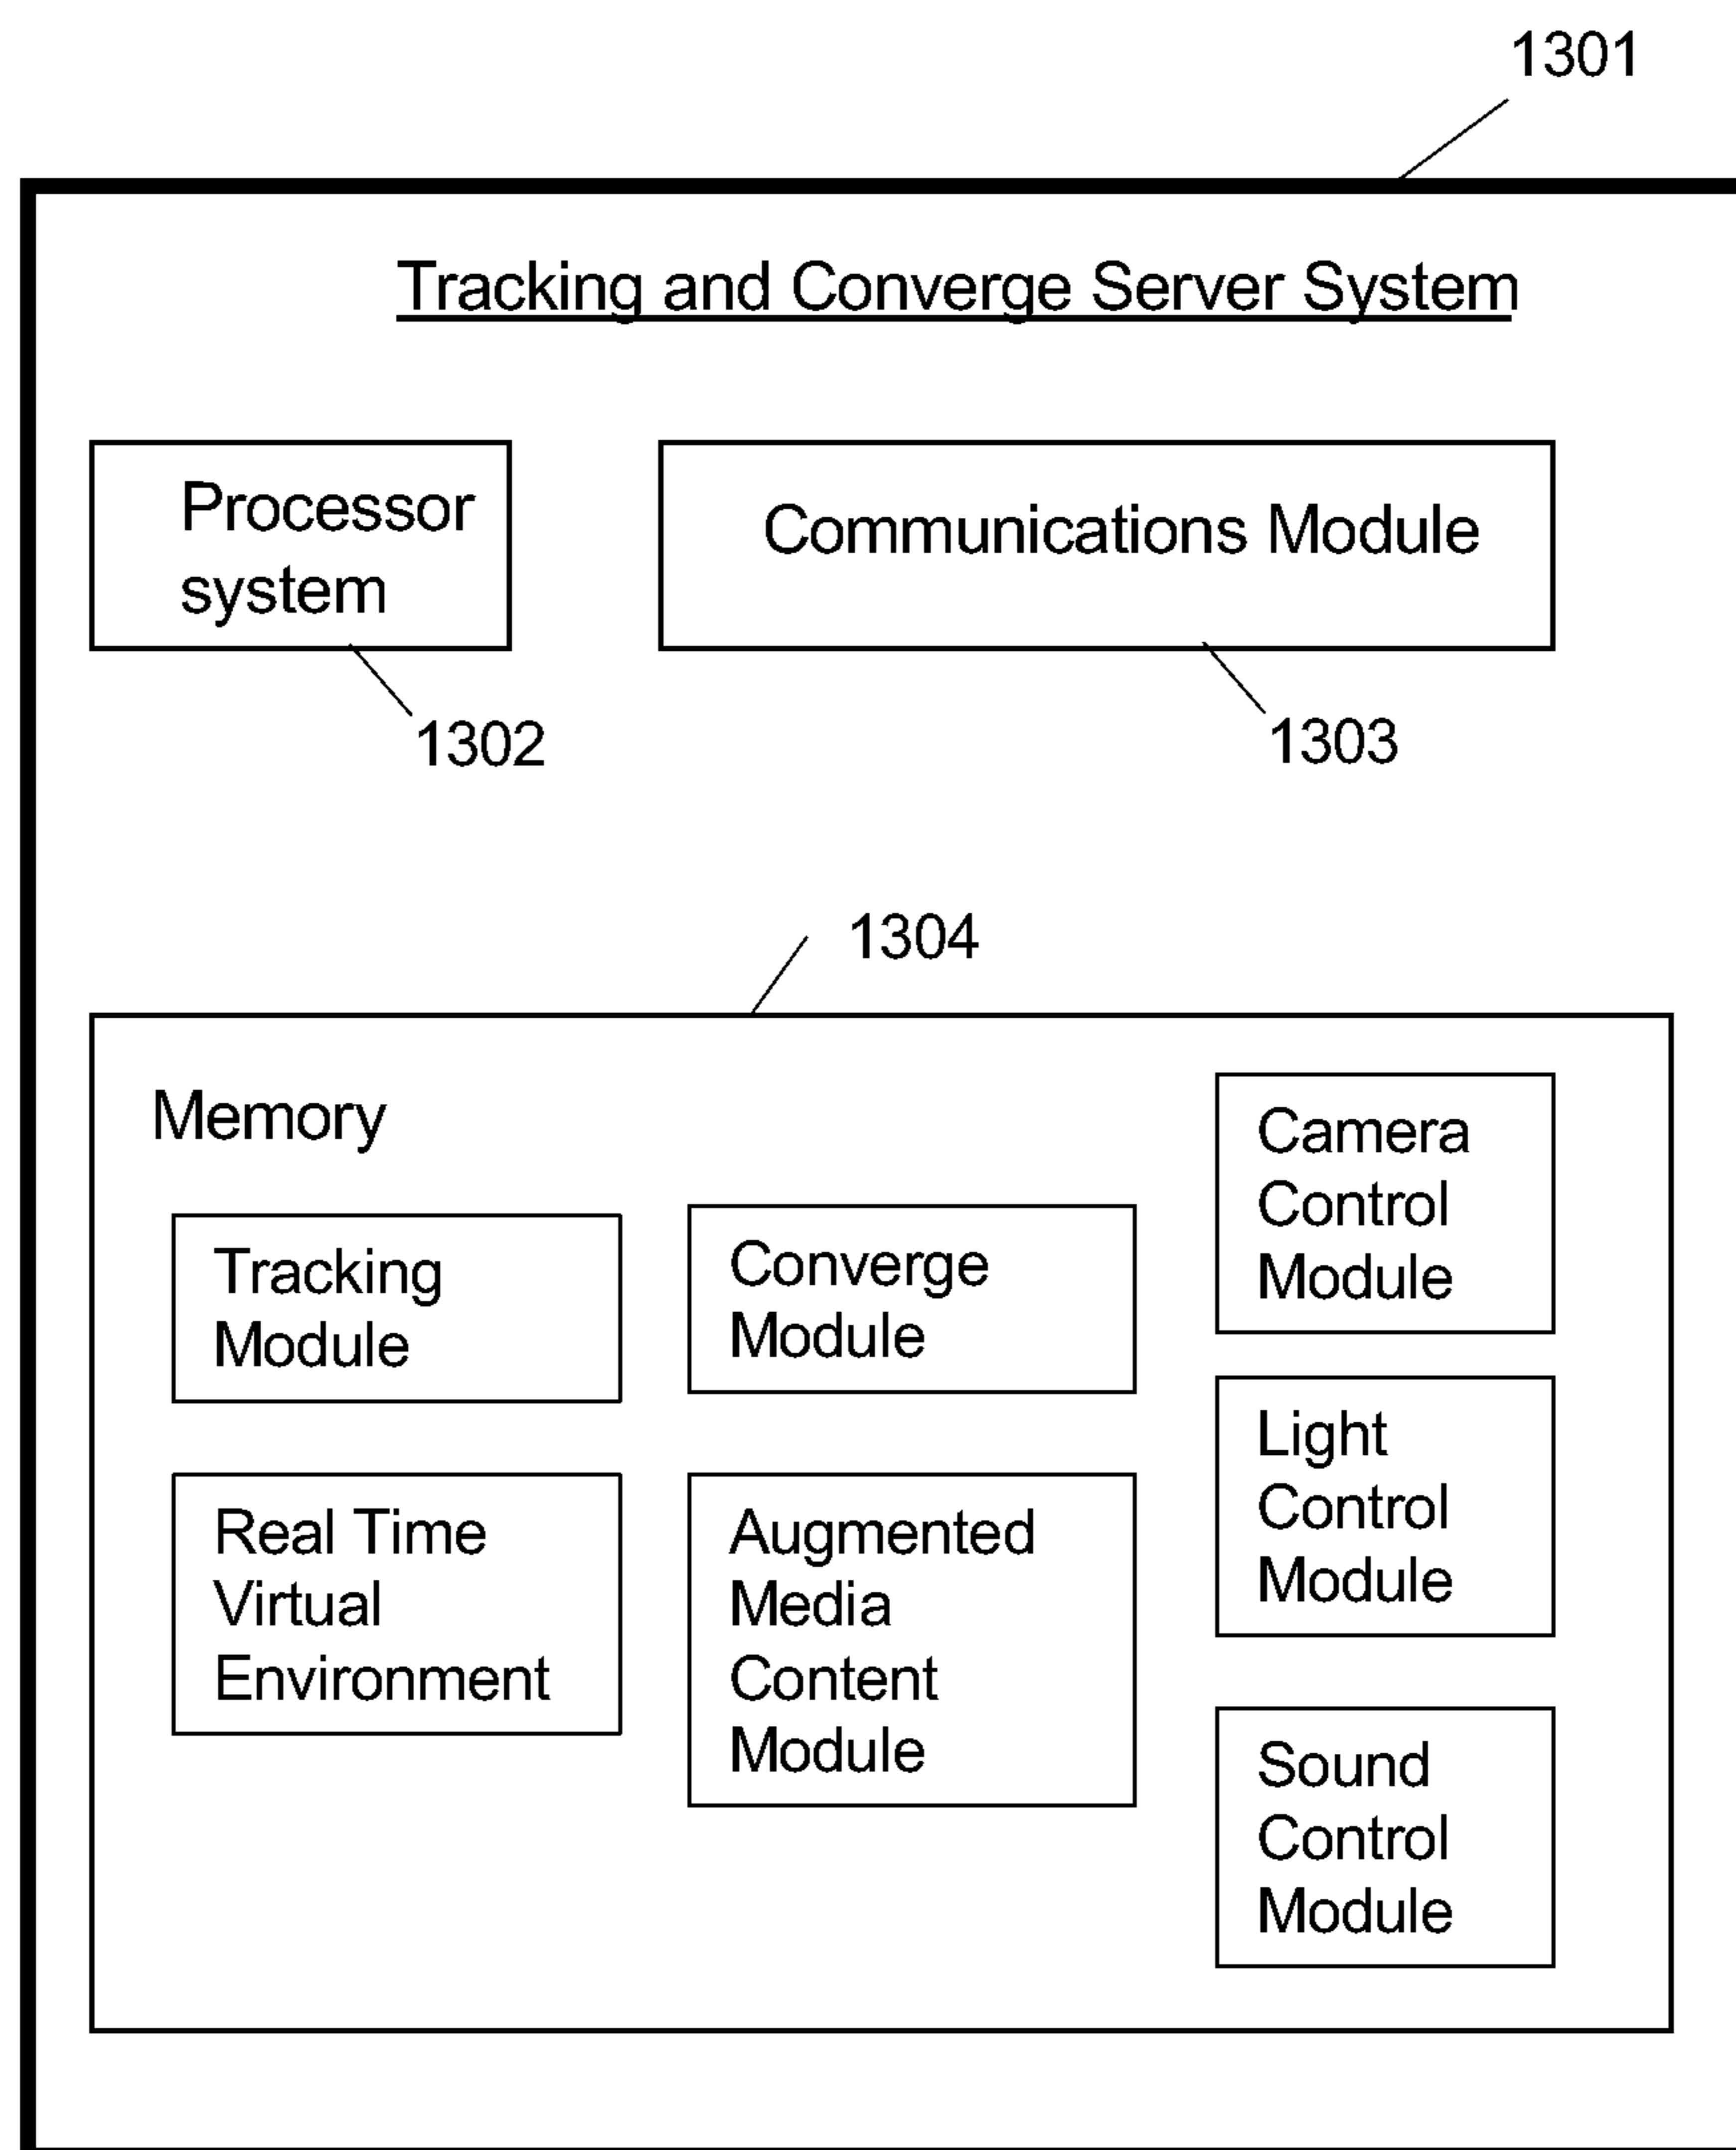 1301
Tracking and Converge Server System
Processor
system
Communications Module
1302
1303
1304
Memory
Tracking
Module
Converge
Module
Camera
Control
Module
Real Time
Virtual
Environment
Augmented
Media
Content
Module
Light
Control
Module
Sound
Control
Module